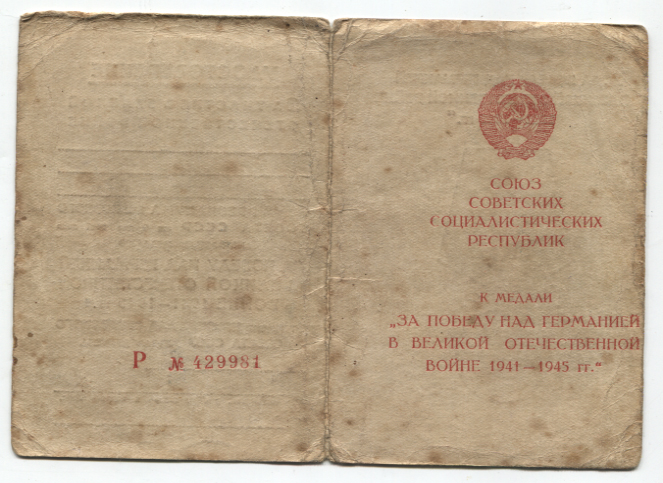 Р № 429981
СОЮЗ
СОВЕТСКИХ
СОЦИАЛИСТИЧЕСКИХ
РЕСПУБЛИК
К МЕДАЛИ
„ЗА ПОБЕДУ НАД ГЕРМАНИЕЙ
В ВЕЛИКОЙ ОТЕЧЕСТВЕННОЙ
ВОЙНЕ 1941—1945 гг.“